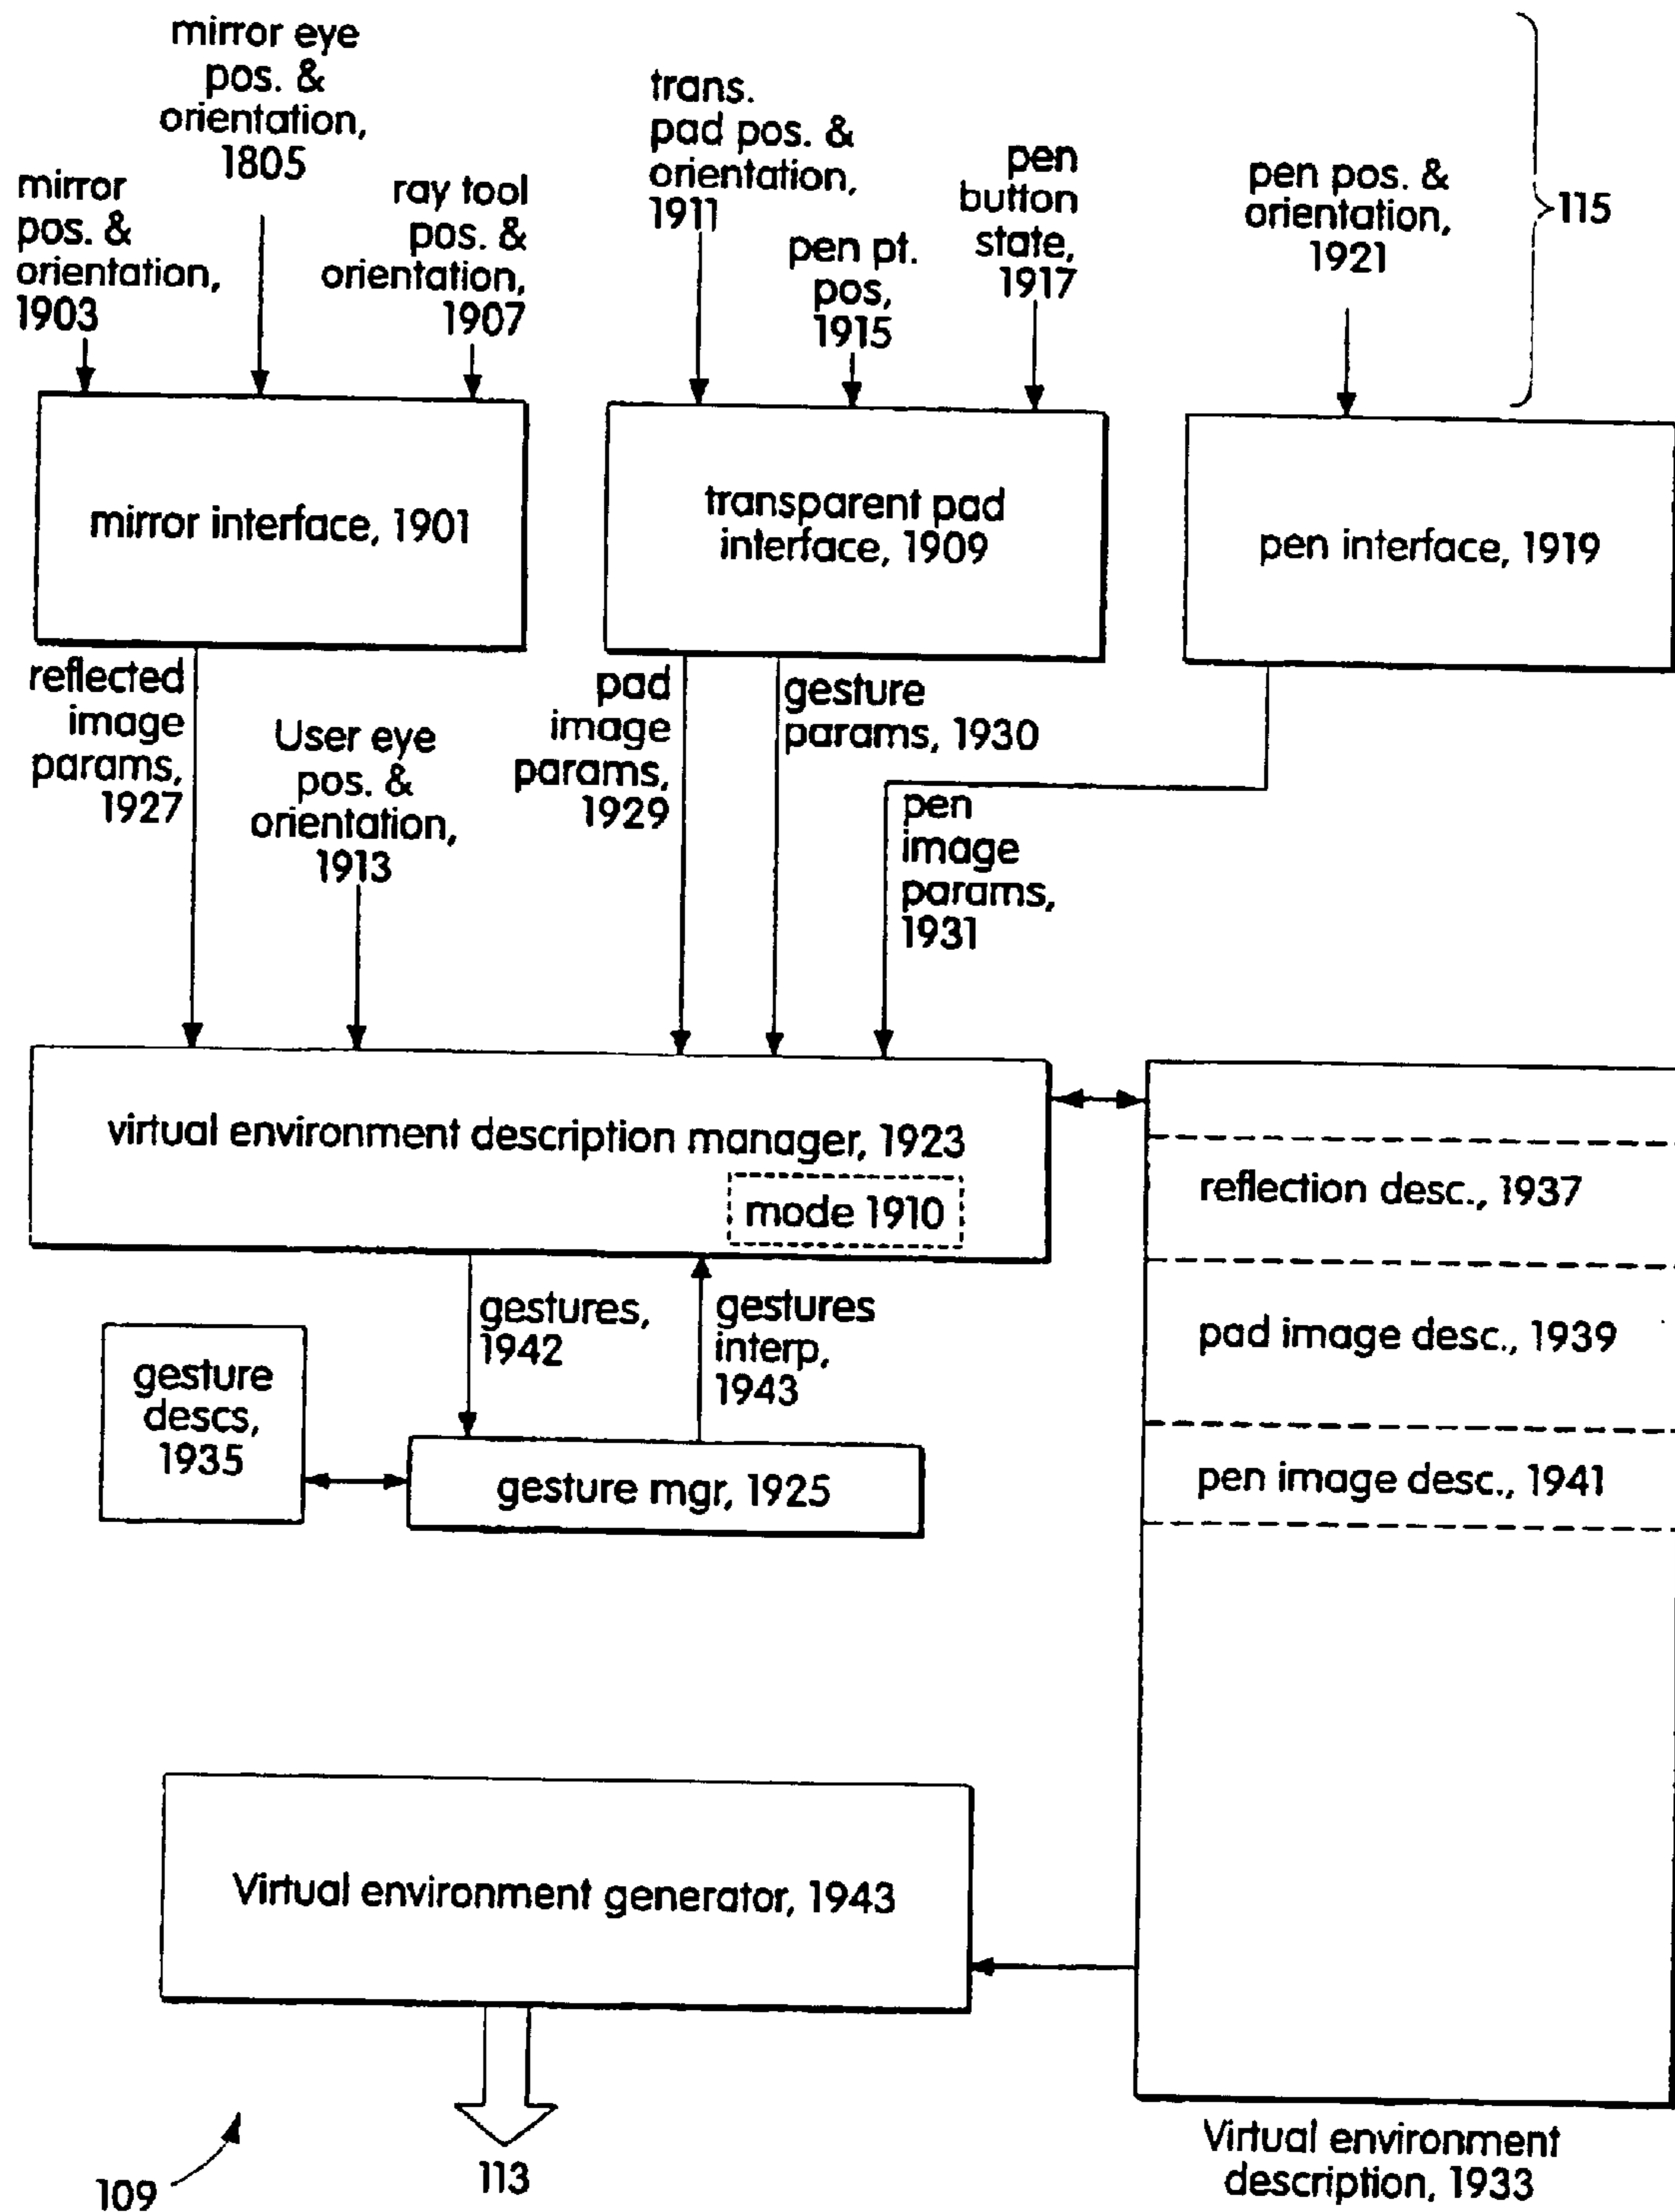 mirror eye
pos. &
orientation,
1805
mirror
pos. &
orientation,
1903
ray tool
pos. &
orientation,
1907
trans.
pad pos. &
orientation,
1911
pen pt.
pos,
1915
pen
button
state,
1917
pen pos. &
orientation,
1921
115
mirror interface, 1901
transparent pad
interface, 1909
pen interface, 1919
reflected
image
params,
1927
User eye
pos. &
orientation,
1913
pad
image
params,
1929
gesture
params, 1930
pen
image
params,
1931
virtual environment description manager, 1923
mode 1910
reflection desc., 1937
pad image desc., 1939
pen image desc., 1941
gestures,
1942
gestures
interp,
1943
gesture
descs,
1935
gesture mgr, 1925
Virtual environment generator, 1943
113
109
Virtual environment
description, 1933